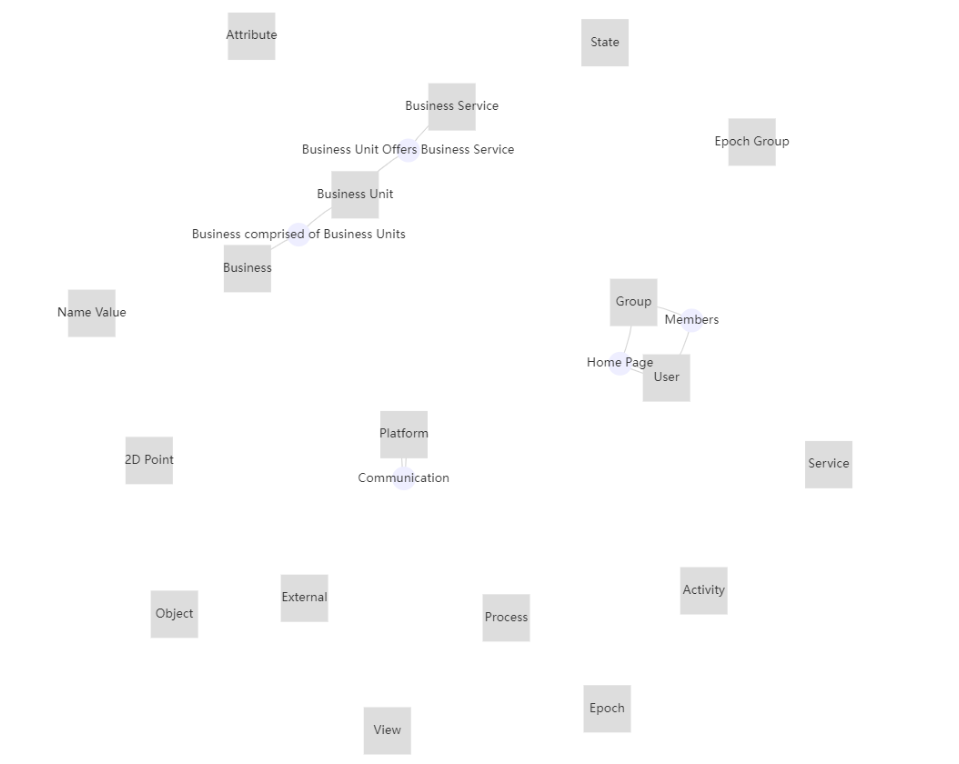 Attribute
State
Business Service
Epoch Group
Business Unit Offers Business Service
Business Unit
Business comprised of Business Units
Business
Group
Name Value
Members
Home Page
User
Platform
2D Point
Service
Communication
Activity
External
Object
Process
Epoch
View